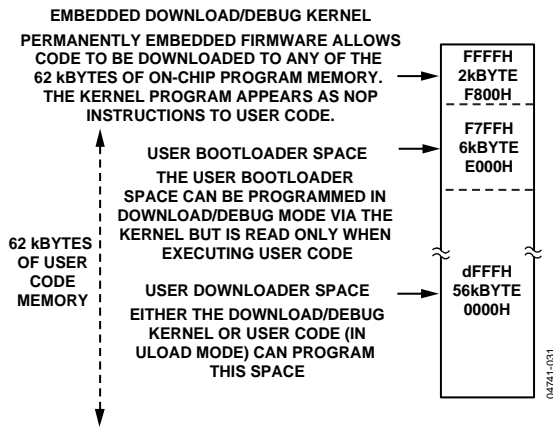 EMBEDDED DOWNLOAD/DEBUG KERNEL
PERMANENTLY EMBEDDED FIRMWARE ALLOWS
CODE TO BE DOWNLOADED TO ANY OF THE
62 kBYTES OF ON-CHIP PROGRAM MEMORY.
THE KERNEL PROGRAM APPEARS AS NOP
INSTRUCTIONS TO USER CODE.
FFFFH
2kBYTE
F800H
USER BOOTLOADER SPACE
THE USER BOOTLOADER
SPACE CAN BE PROGRAMMED IN
DOWNLOAD/DEBUG MODE VIA THE
KERNEL BUT IS READ ONLY WHEN
EXECUTING USER CODE
F7FFH
6kBYTE
E000H
62 kBYTES
OF USER
CODE
MEMORY
USER DOWNLOADER SPACE
EITHER THE DOWNLOAD/DEBUG
KERNEL OR USER CODE (IN
ULOAD MODE) CAN PROGRAM
THIS SPACE
dFFFH
56kBYTE
0000H
04741-031